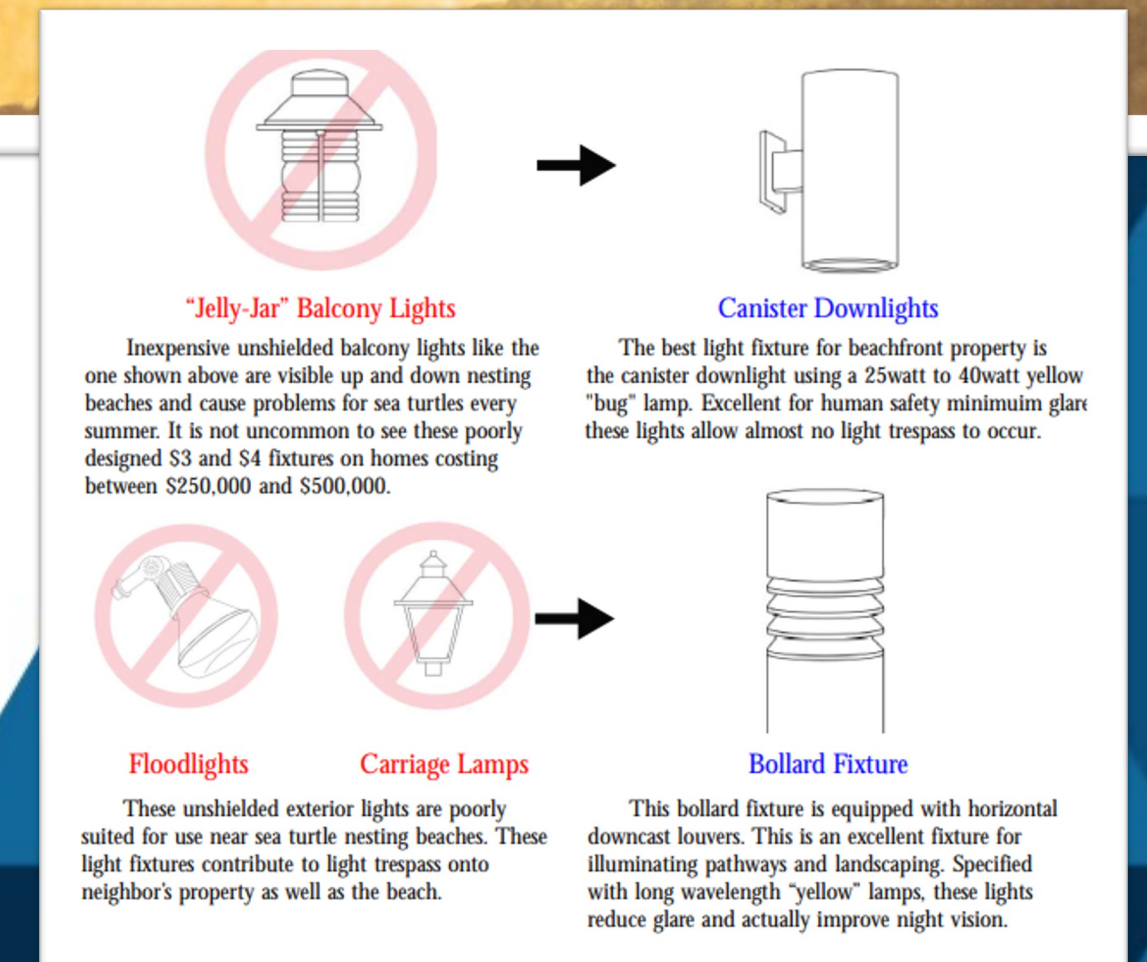 “Jelly-Jar” Balcony Lights
Inexpensive unshielded balcony lights like the
one shown above are visible up and down nesting
beaches and cause problems for sea turtles every
summer. It is not uncommon to see these poorly
designed $3 and $4 fixtures on homes costing
between $250,000 and $500,000.
Canister Downlights
The best light fixture for beachfront property is
the canister downlight using a 25watt to 40watt yellow
"bug" lamp. Excellent for human safety minimuim glare
these lights allow almost no light trespass to occur.
Floodlights
Carriage Lamps
These unshielded exterior lights are poorly
suited for use near sea turtle nesting beaches. These
light fixtures contribute to light trespass onto
neighbor’s property as well as the beach.
Bollard Fixture
This bollard fixture is equipped with horizontal
downcast louvers. This is an excellent fixture for
illuminating pathways and landscaping. Specified
with long wavelength “yellow” lamps, these lights
reduce glare and actually improve night vision.